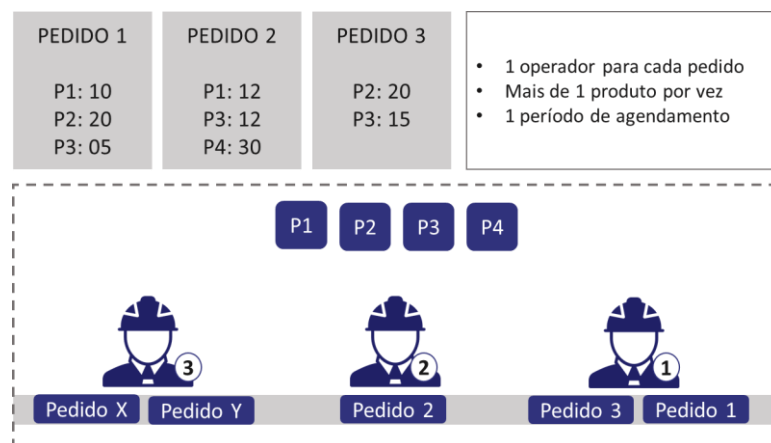 PEDIDO 1
P1: 10
P2: 20
P3: 05
PEDIDO 2
P1: 12
P3: 12
P4: 30
PEDIDO 3
P2: 20
P3: 15
• 1 operador para cada pedido
• Mais de 1 produto por vez
• 1 período de agendamento
P1 P2 P3 P4
3 2 1
Pedido X Pedido Y Pedido 2 Pedido 3 Pedido 1